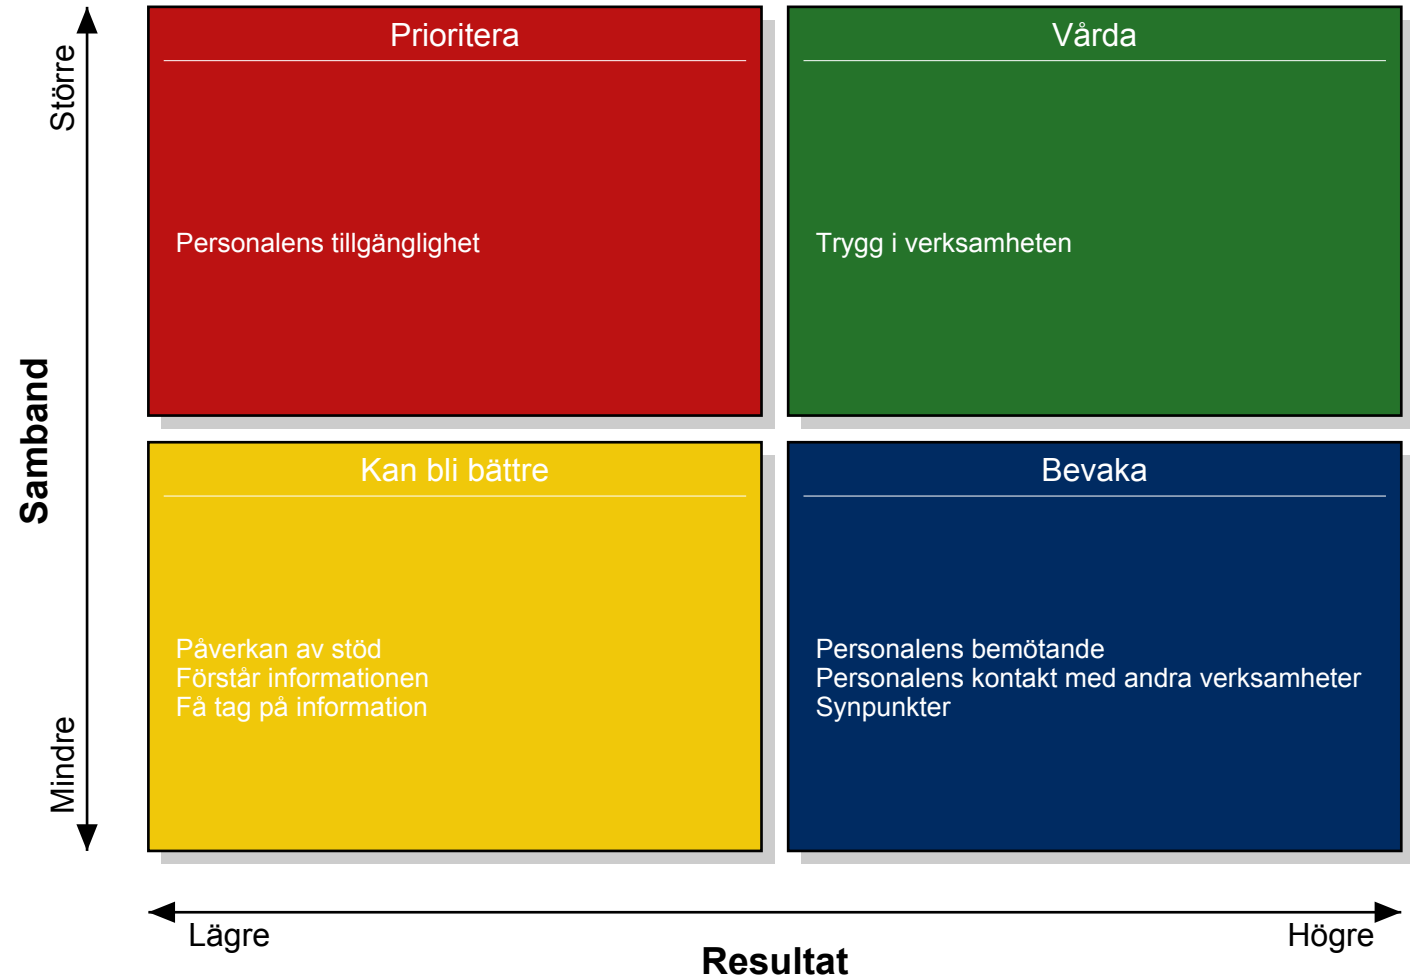 Större
Samband
Mindre
Prioritera
Personalens tillgänglighet
Vårda
Trygg i verksamheten
Kan bli bättre
Påverkan av stöd
Förstår informationen
Få tag på information
Bevaka
Personalens bemötande
Personalens kontakt med andra verksamheter
Synpunkter
Lägre
Högre
Resultat